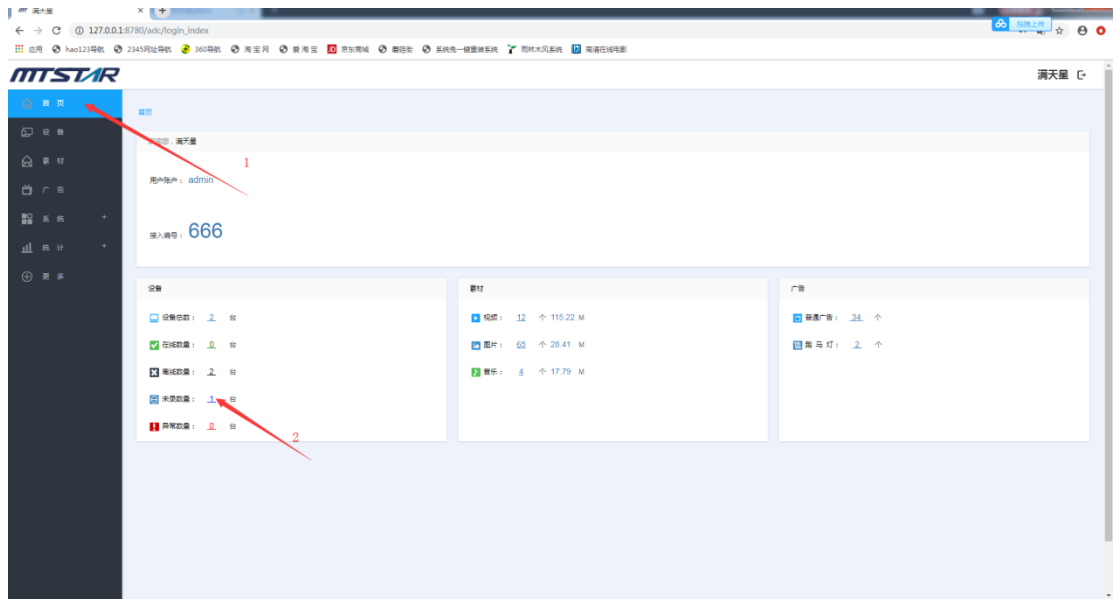 满天星
127.0.0.1:8780/adc/login_index
拖拽上传
应用 hao123导航 2345网址导航 360导航 淘宝网 爱淘宝 JD 京东商城 蘑菇街 系统兔一键重装系统 雨林木风系统 高清在线电影
MTSTAR
满天星
首页
设备
素材
广告
系统 +
统计 +
更多
首页
，满天星
1
用户账户： admin
接入编号： 666
设备
设备总数： 2 台
在线数量： 0 台
离线数量： 2 台
未录数量： 1 台
异常数量： 0 台
2
素材
视频： 12 个 115.22 M
图片： 65 个 28.41 M
音乐： 4 个 17.79 M
广告
普通广告： 34 个
跑马灯： 2 个